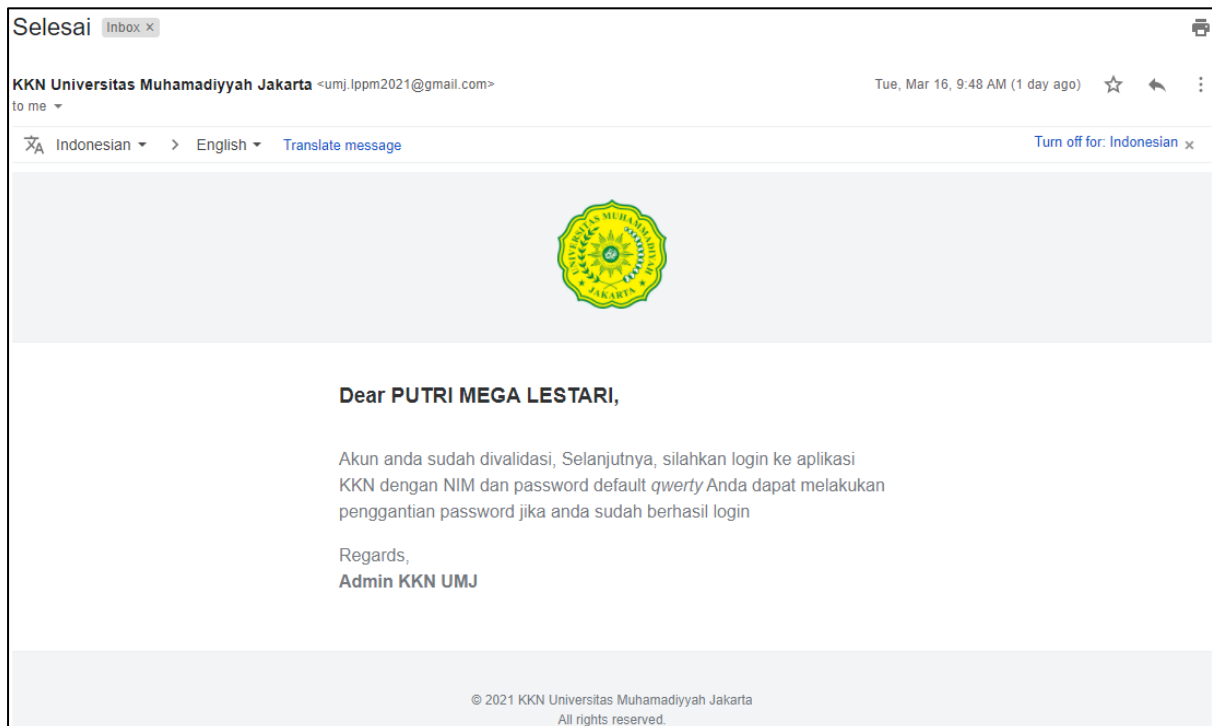 Selesai Inbox ×
KKN Universitas Muhamadiyyah Jakarta <umj.lppm2021@gmail.com> Tue, Mar 16, 9:48 AM (1 day ago)
to me
Indonesian > English Translate message Turn off for: Indonesian ×
UNIVERSITAS MUHAMMADIYAH
JAKARTA
Dear PUTRI MEGA LESTARI,
Akun anda sudah divalidasi, Selanjutnya, silahkan login ke aplikasi
KKN dengan NIM dan password default qwerty Anda dapat melakukan
penggantian password jika anda sudah berhasil login
Regards,
Admin KKN UMJ
© 2021 KKN Universitas Muhamadiyyah Jakarta
All rights reserved.